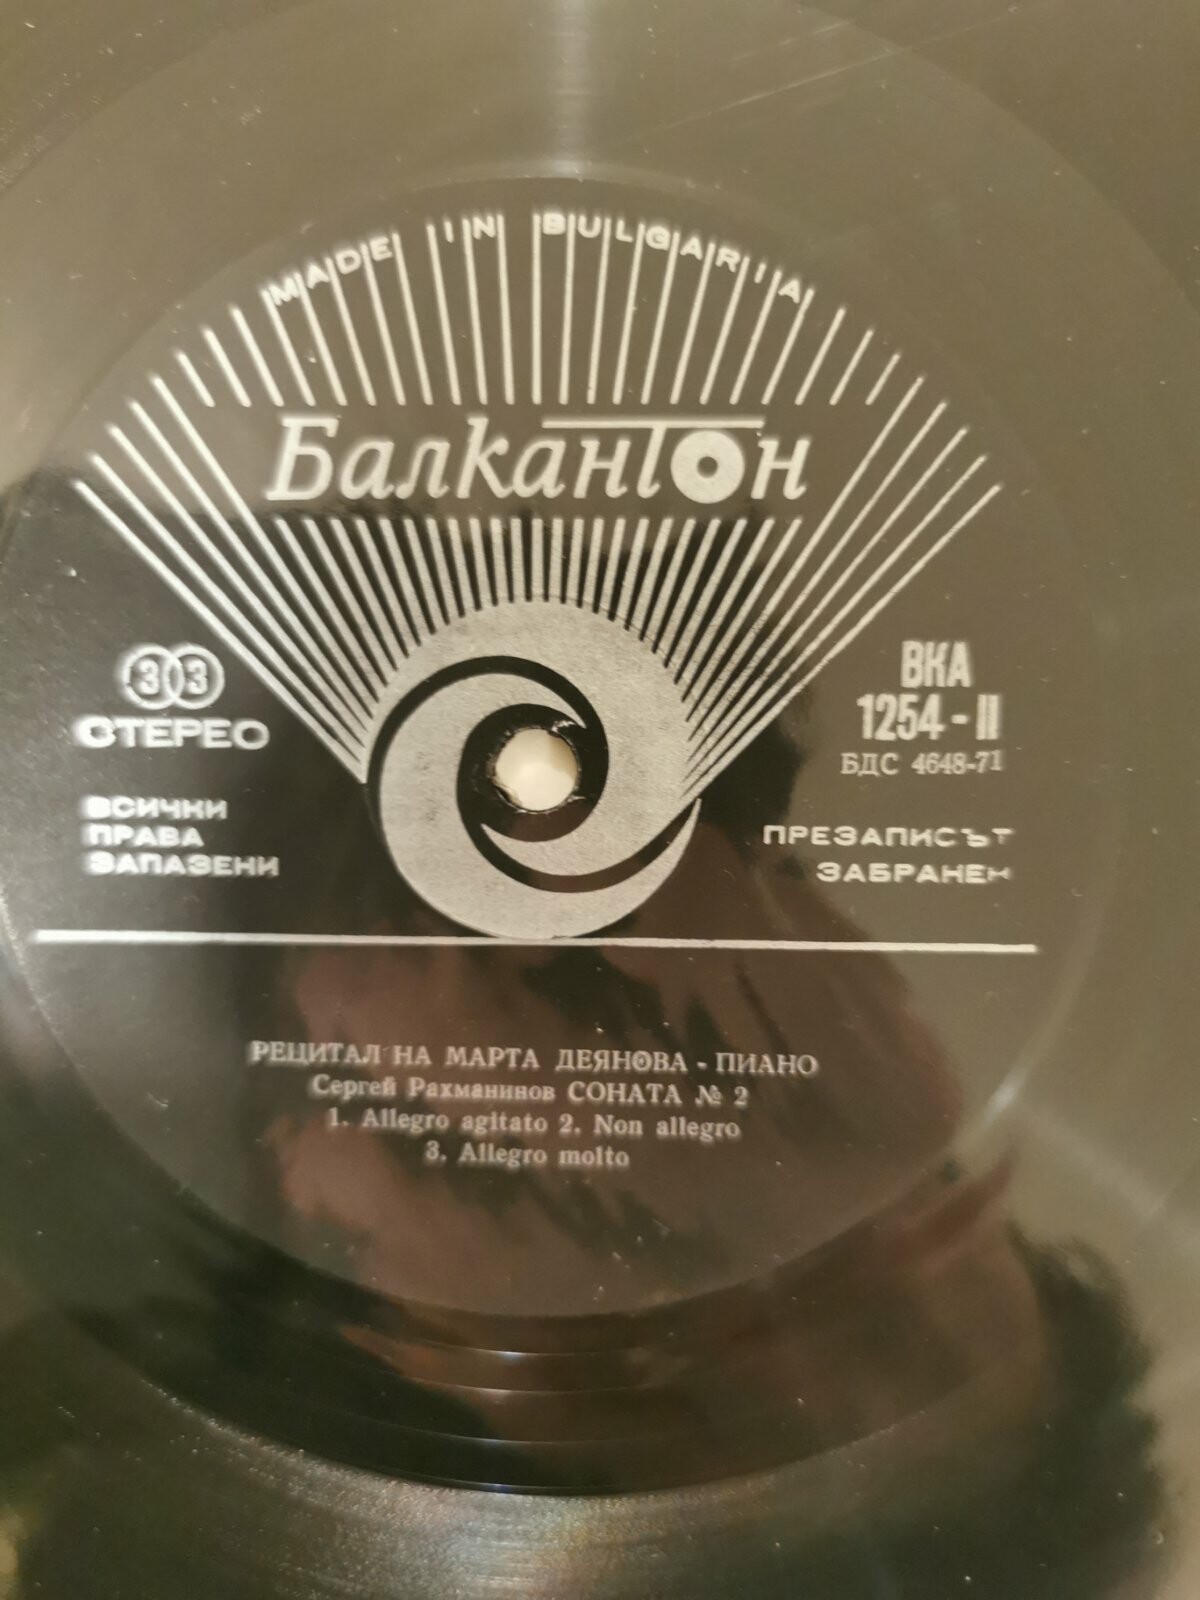 MADE IN BULGARIA
Балкантон
33
СТЕРЕО
ВСИЧКИ
ПРАВА
ЗАПАЗЕНИ
ВКА
1254 - II
БДС 4648-71
ПРЕЗАПИСЪТ
ЗАБРАНЕН
РЕЦИТАЛ НА МАРТА ДЕЯНОВА - ПИАНО
Сергей Рахманинов СОНАТА № 2
1. Allegro agitato 2. Non allegro
3. Allegro molto